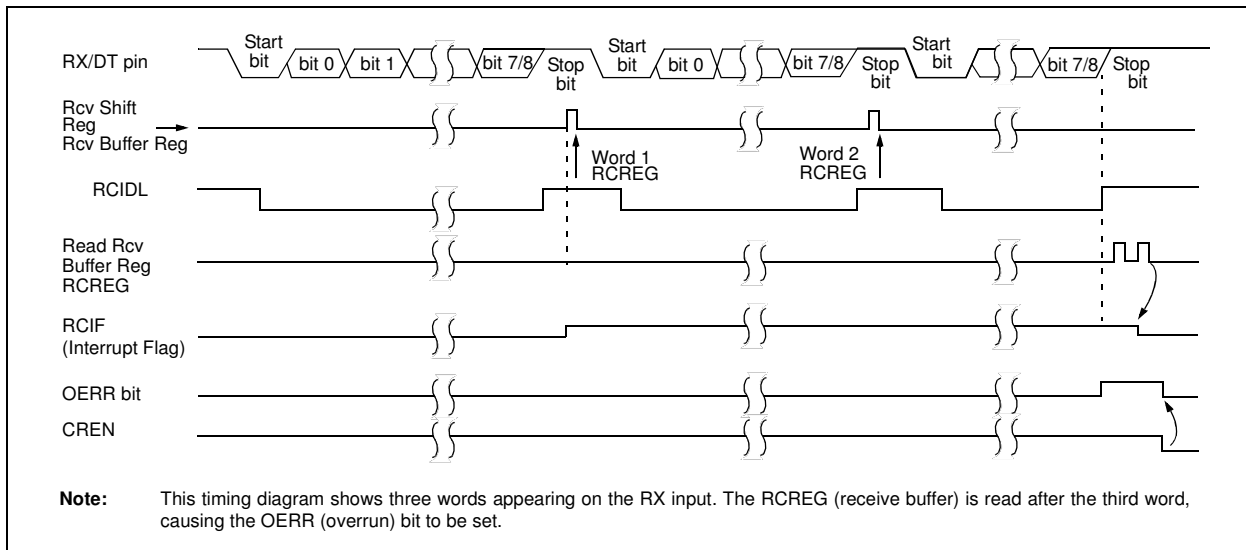 Start
bit
bit 0
bit 1
bit 7/8
Stop
bit
Start
bit
bit 0
bit 7/8
Stop
bit
Start
bit
bit 7/8
Stop
bit
RX/DT pin
Rcv Shift
Reg
Rcv Buffer Reg
Word 1
RCREG
Word 2
RCREG
RCIDL
Read Rcv
Buffer Reg
RCREG
RCIF
(Interrupt Flag)
OERR bit
CREN
Note: This timing diagram shows three words appearing on the RX input. The RCREG (receive buffer) is read after the third word,
causing the OERR (overrun) bit to be set.